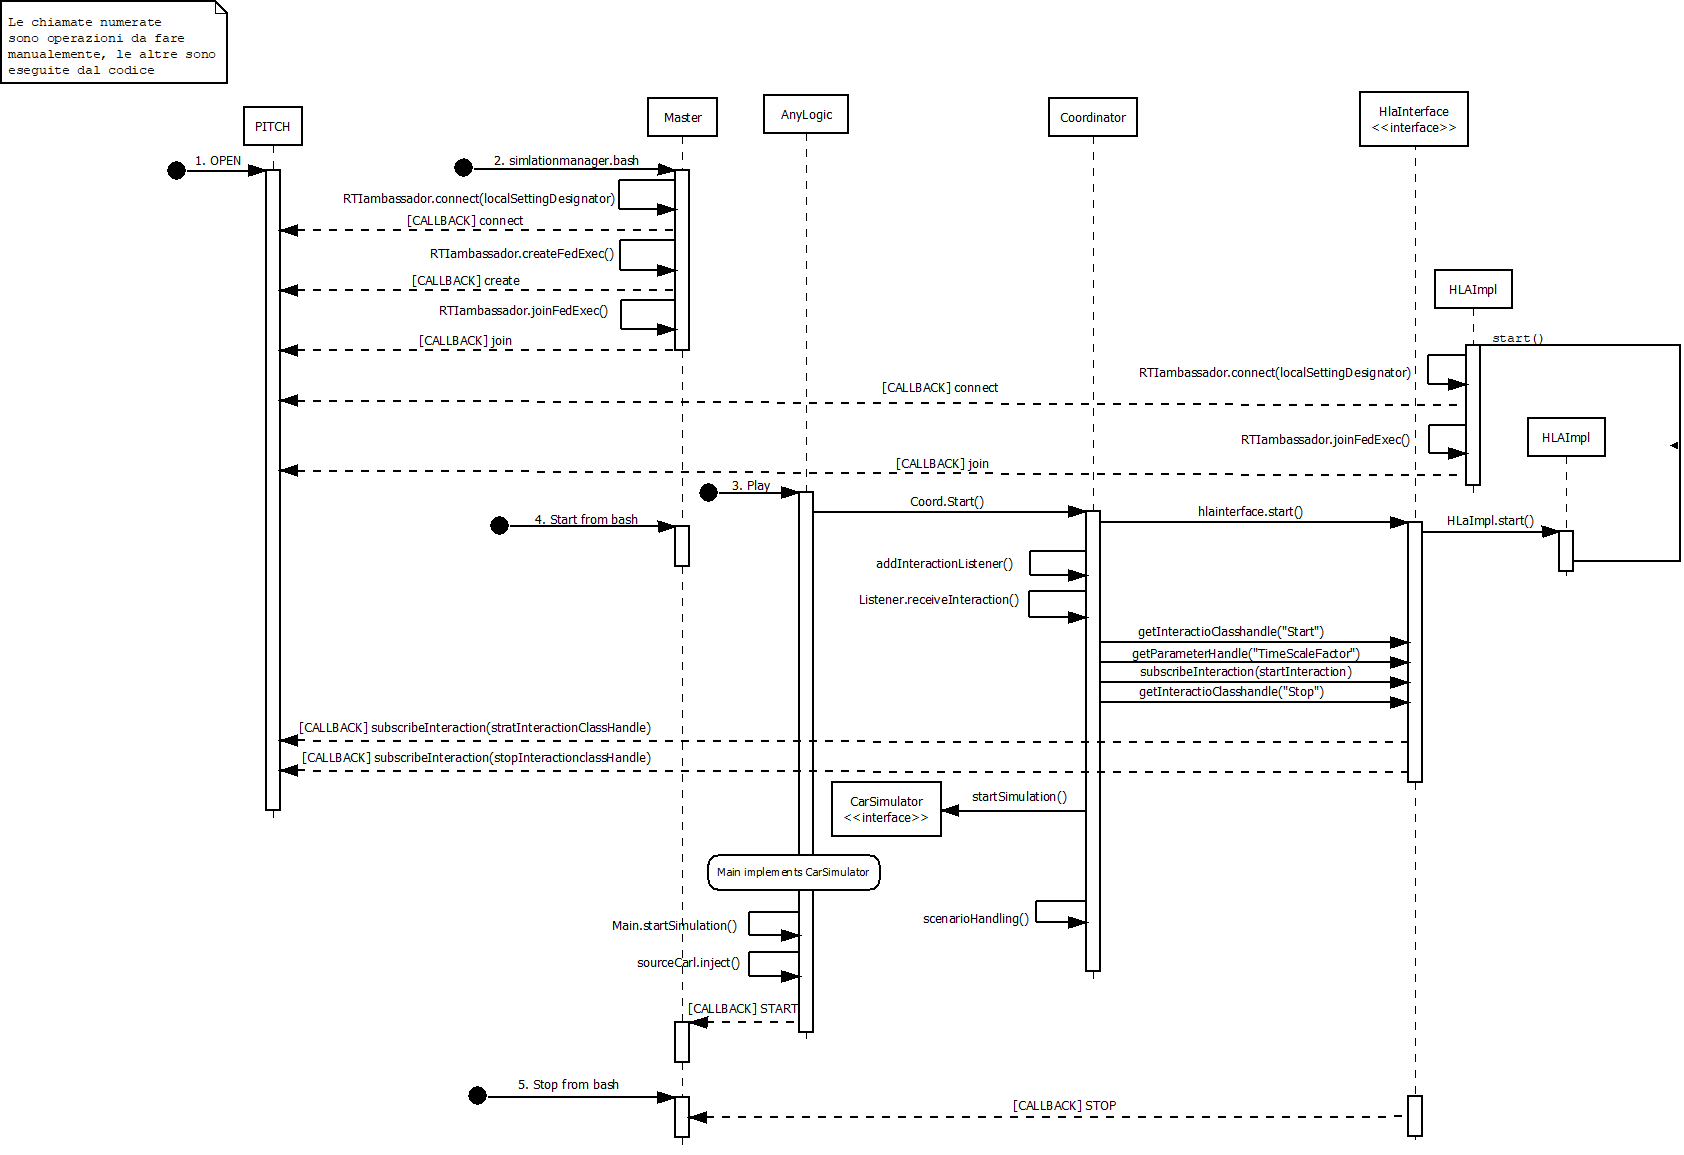 Le chiamate numerate
sono operazioni da fare
manualemente, le altre sono
eseguite dal codice
PITCH
Master
AnyLogic
Coordinator
HlaInterface
<<interface>>
1. OPEN
2. simlationmanager.bash
RTIambassador.connect(localSettingDesignator)
[CALLBACK] connect
RTIambassador.createFedExec()
[CALLBACK] create
HLAImpl
RTIambassador.joinFedExec()
[CALLBACK] join
start()
RTIambassador.connect(localSettingDesignator)
[CALLBACK] connect
HLAImpl
RTIambassador.joinFedExec()
[CALLBACK] join
3. Play
Coord.Start()
hlainterface.start()
4. Start from bash
HLaImpl.start()
addInteractionListener()
Listener.receiveInteraction()
getInteractioClasshandle("Start")
getParameterHandle("TimeScaleFactor")
subscribeInteraction(startInteraction)
getInteractioClasshandle("Stop")
[CALLBACK] subscribeInteraction(stratInteractionClassHandle)
[CALLBACK] subscribeInteraction(stopInteractionclassHandle)
CarSimulator
<<interface>>
startSimulation()
Main implements CarSimulator
Main.startSimulation()
scenarioHandling()
sourceCarI.inject()
[CALLBACK] START
5. Stop from bash
[CALLBACK] STOP